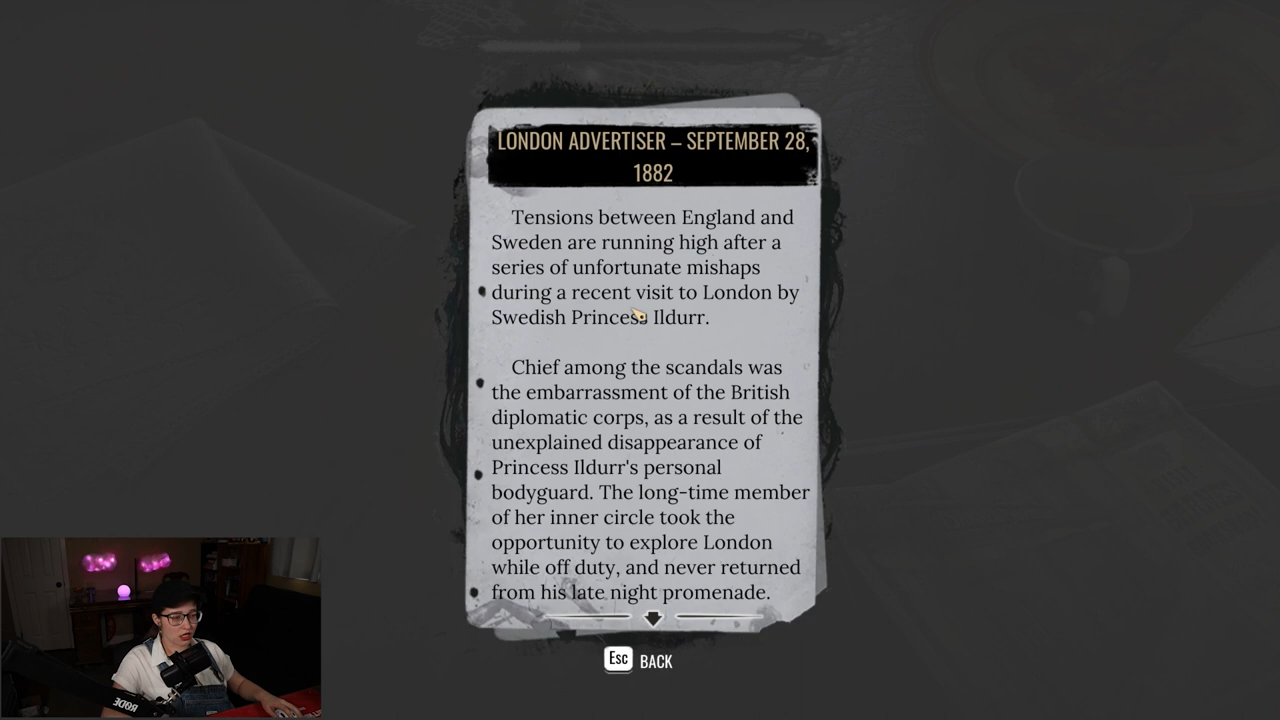 LONDON ADVERTISER – SEPTEMBER 28,
1882
Tensions between England and
Sweden are running high after a
series of unfortunate mishaps
during a recent visit to London by
Swedish Princess Ildurr.
Chief among the scandals was
the embarrassment of the British
diplomatic corps, as a result of the
unexplained disappearance of
Princess Ildurr's personal
bodyguard. The long-time member
of her inner circle took the
opportunity to explore London
while off duty, and never returned
from his late night promenade.
Esc BACK
RØDE